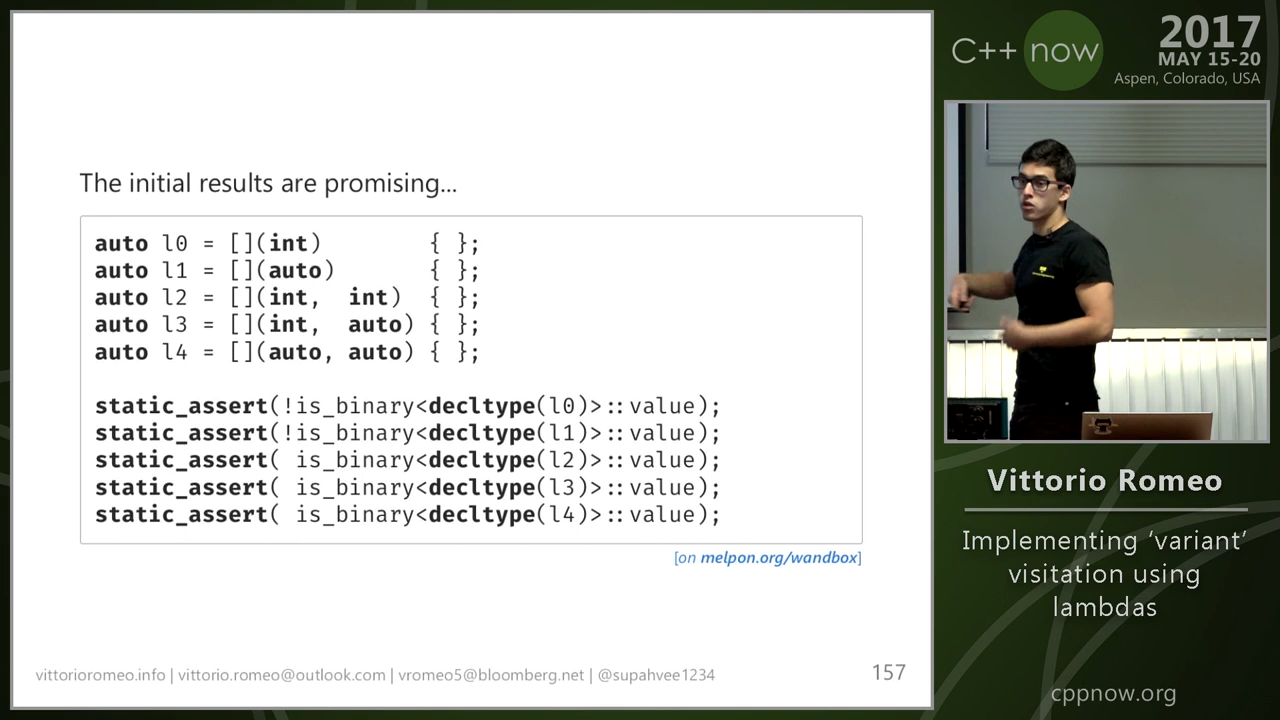 The initial results are promising...
auto l0 = [](int)        { };
auto l1 = [](auto)       { };
auto l2 = [](int,  int)  { };
auto l3 = [](int,  auto) { };
auto l4 = [](auto, auto) { };
static_assert(!is_binary<decltype(l0)>::value);
static_assert(!is_binary<decltype(l1)>::value);
static_assert( is_binary<decltype(l2)>::value);
static_assert( is_binary<decltype(l3)>::value);
static_assert( is_binary<decltype(l4)>::value);
[on melpon.org/wandbox]
vittorioromeo.info | vittorio.romeo@outlook.com | vromeo5@bloomberg.net | @supahvee1234
157
C++ now
2017
MAY 15-20
Aspen, Colorado, USA
Vittorio Romeo
Implementing ‘variant’
visitation using
lambdas
cppnow.org